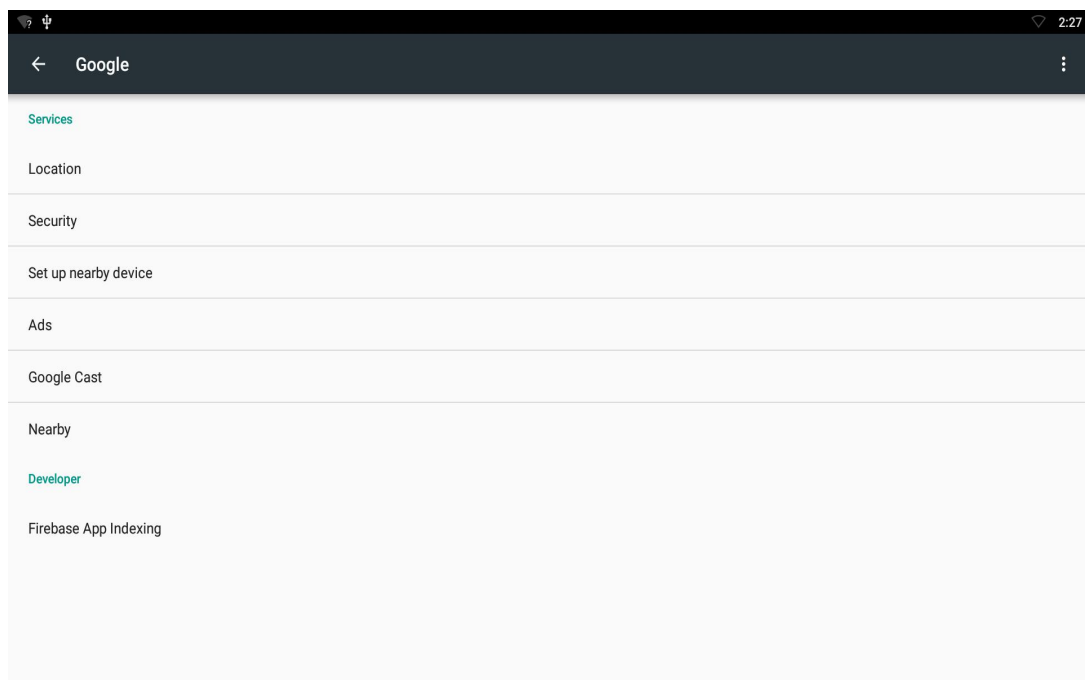 2:27
Google
Services
Location
Security
Set up nearby device
Ads
Google Cast
Nearby
Developer
Firebase App Indexing